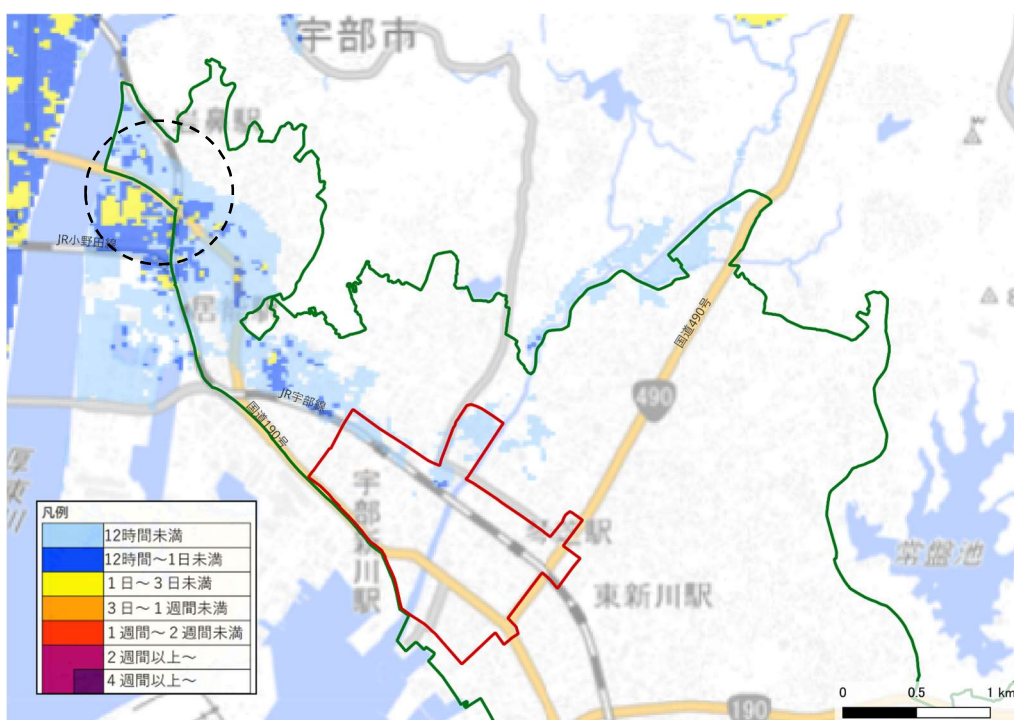 宇部市
鼻駅
JR小野田線
居
国道490号
490
JR宇部線
国道190号
厚東川
宇部新川駅
駅
常盤池
東新川駅
凡例
12時間未満
12時間～1日未満
1日～3日未満
3日～1週間未満
1週間～2週間未満
2週間以上～
4週間以上～
190
0 0.5 1 km